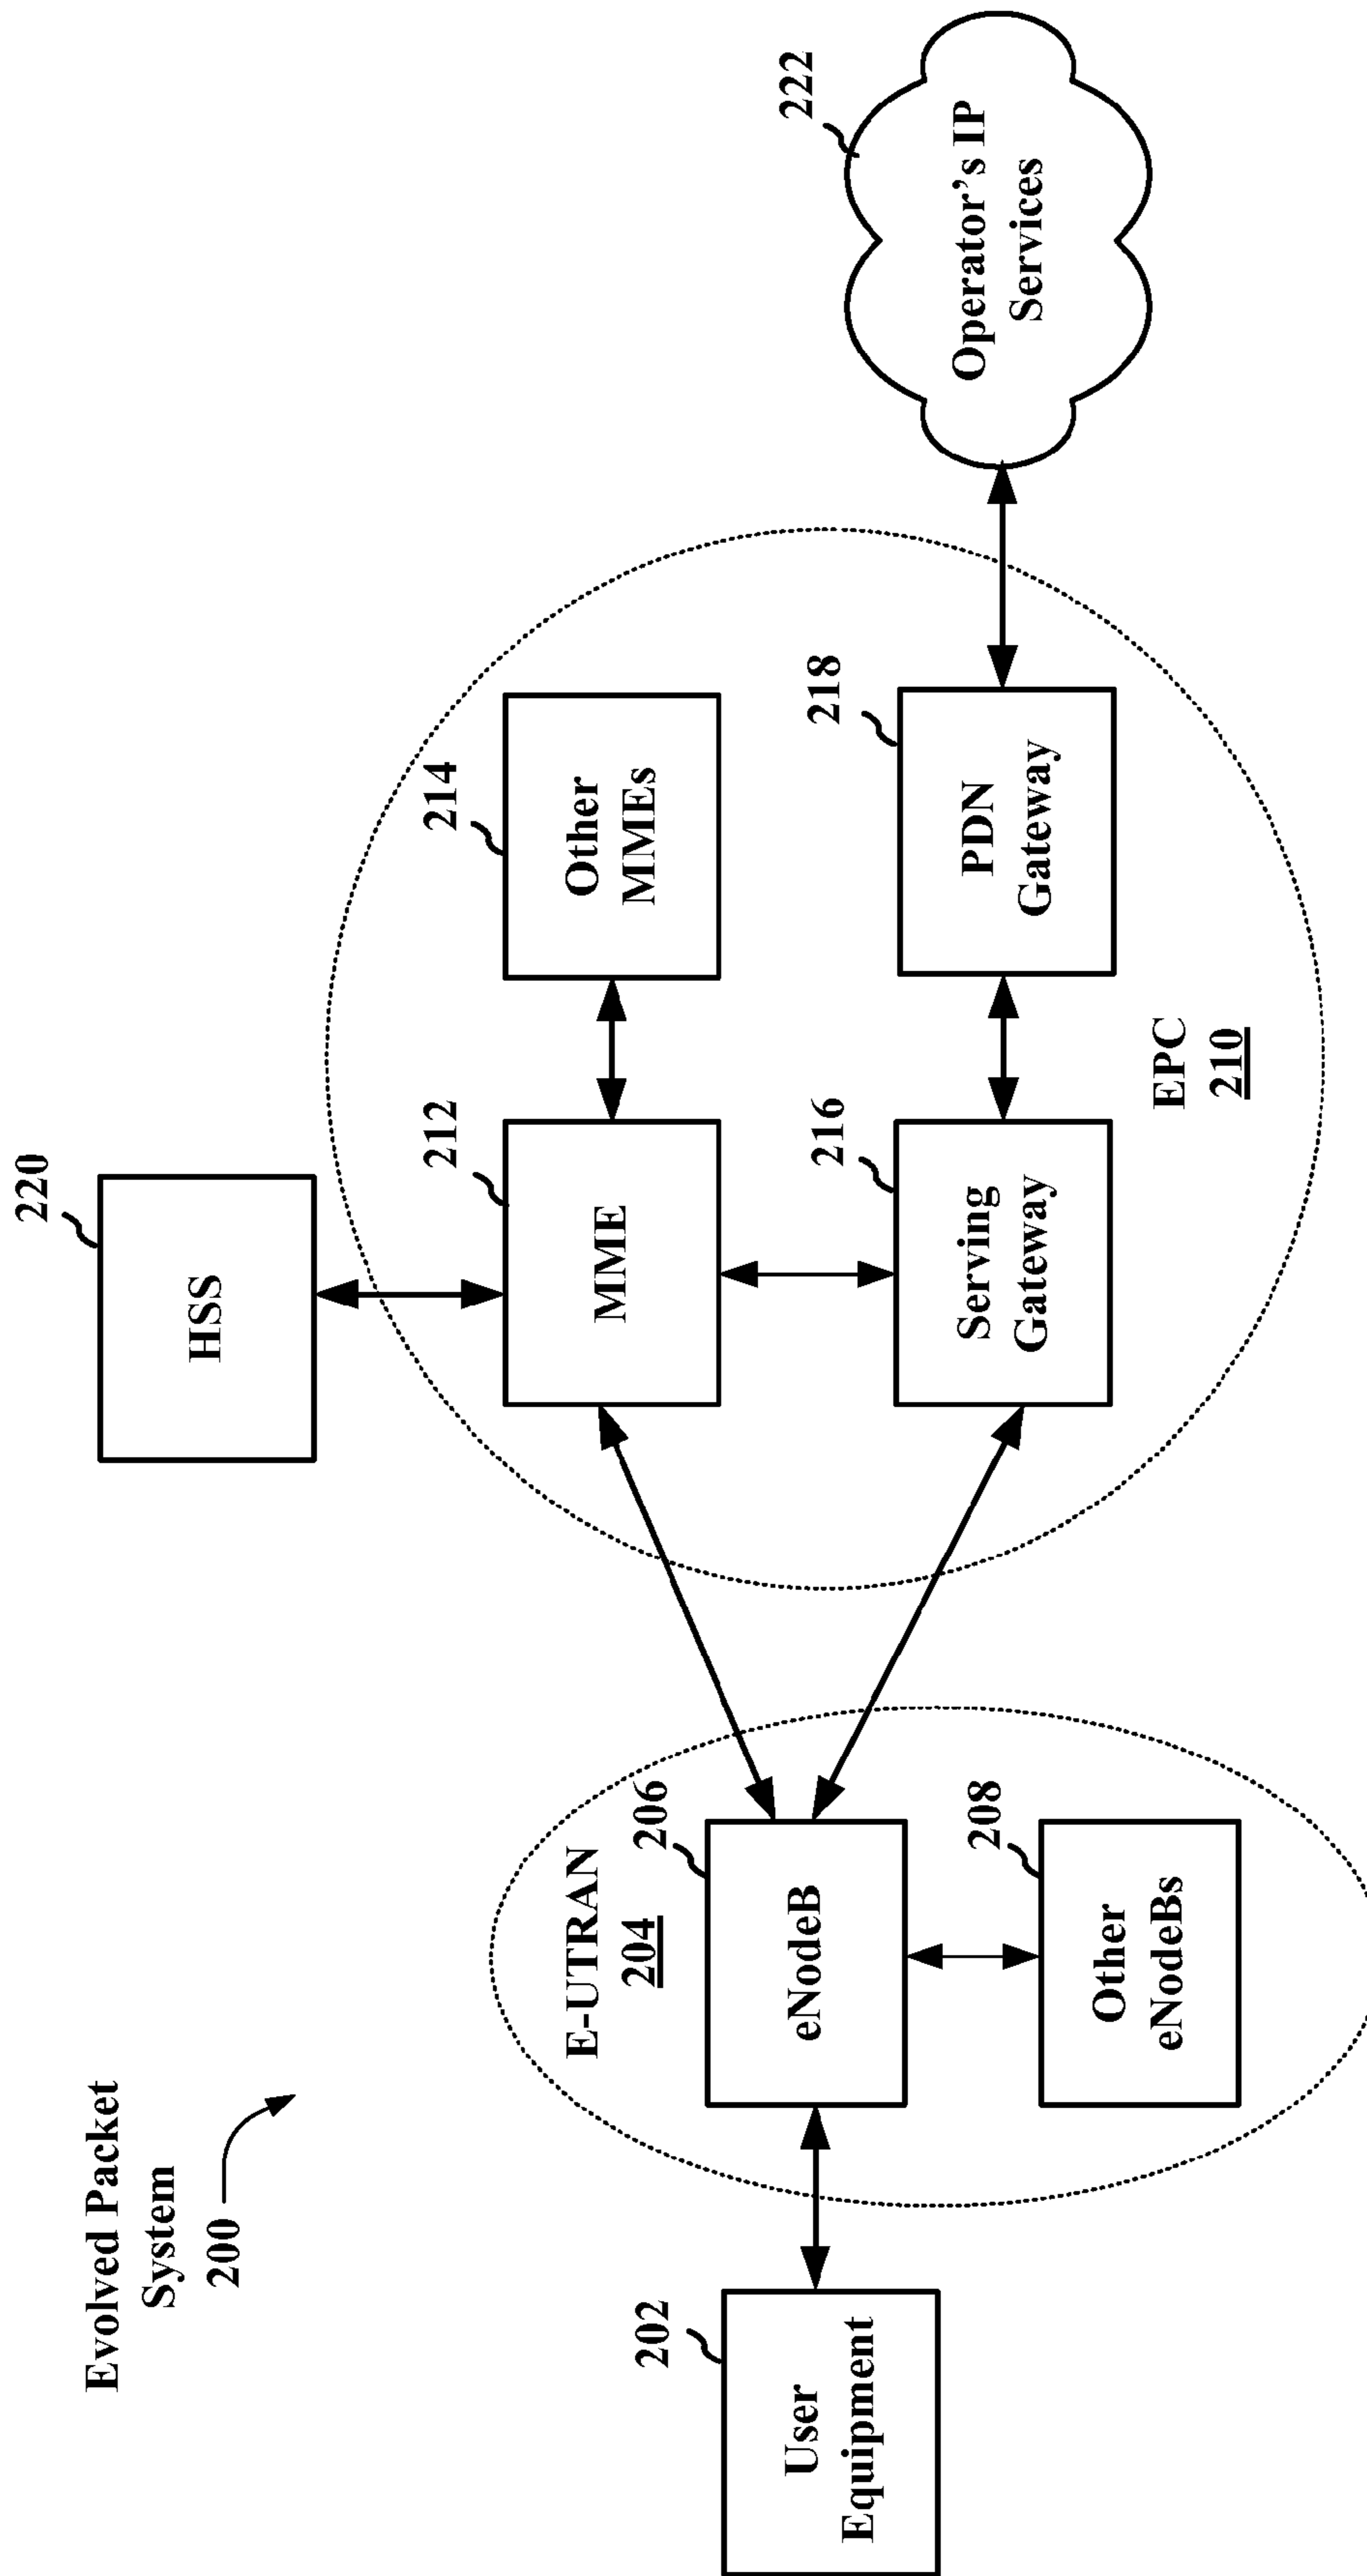 Evolved Packet
System
200
220
HSS
E-UTRAN
204
202
User
Equipment
206
eNodeB
208
Other
eNodeBs
212
MME
214
Other
MMEs
216
Serving
Gateway
218
PDN
Gateway
EPC
210
222
Operator's IP
Services